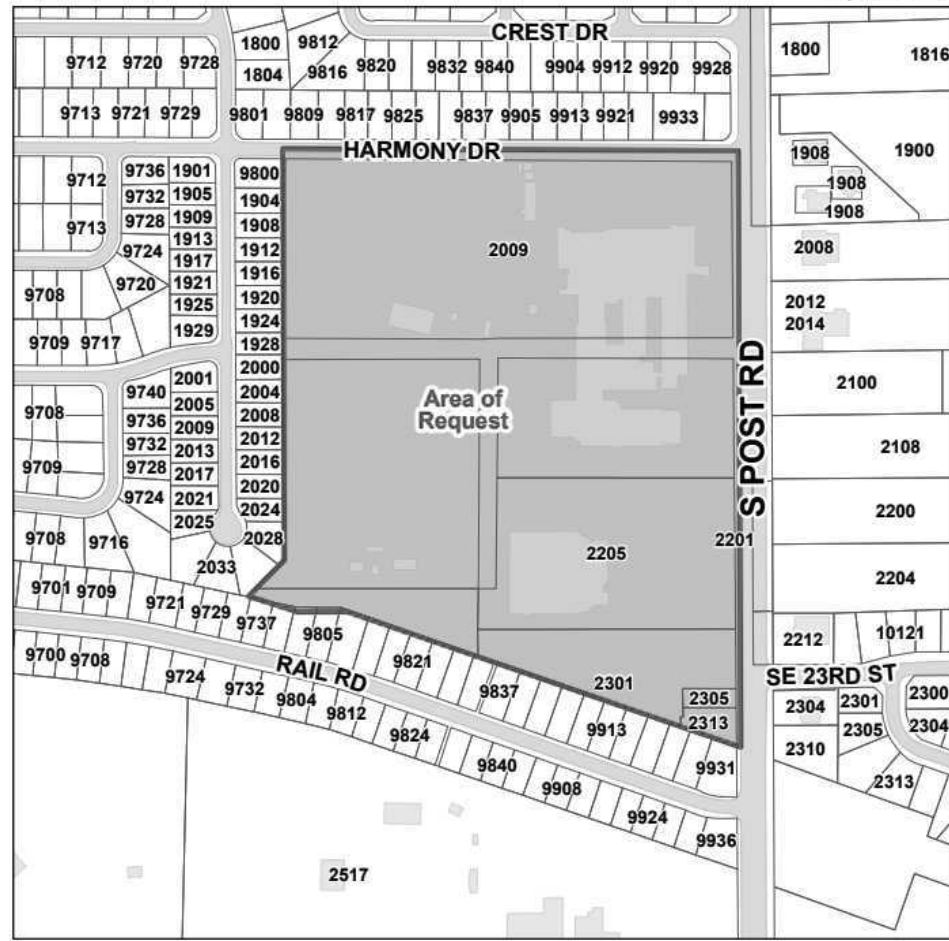 CREST DR
1800 9812
9712 9720 9728 1804 9816 9820 9832 9840 9904 9912 9920 9928 1800 1816
9713 9721 9729 9801 9809 9817 9825 9837 9905 9913 9921 9933
HARMONY DR
1908 1900
9712 9736 1901 9800
1908
9732 1905 1904
1908
9713 9728 1909 1908
1913
9724 1912 2009 2008
1917
9720 1921 1916
9708 1925 1920 2012
9709 9717 1929 1924 2014
1928
2001 2000 2100
9740 2004
9708 2005 Area of
9736 2009 2008 Request S POST RD
9732 2013 2012 2108
9709 9728 2017 2016
9724 2021 2020
2025 2024 2200
9708 9716 2028 2201
2033 2205 2204
9701 9709
9721 9729 9737 9805 2212 10121
9700 9708 9821
RAIL RD SE 23RD ST
9724 9732 9804 9837 2301 2305 2304 2301 2300
9812 9913 2313 2305 2304
9824 2310
9840 9931 2313
9908
9924
9936
2517